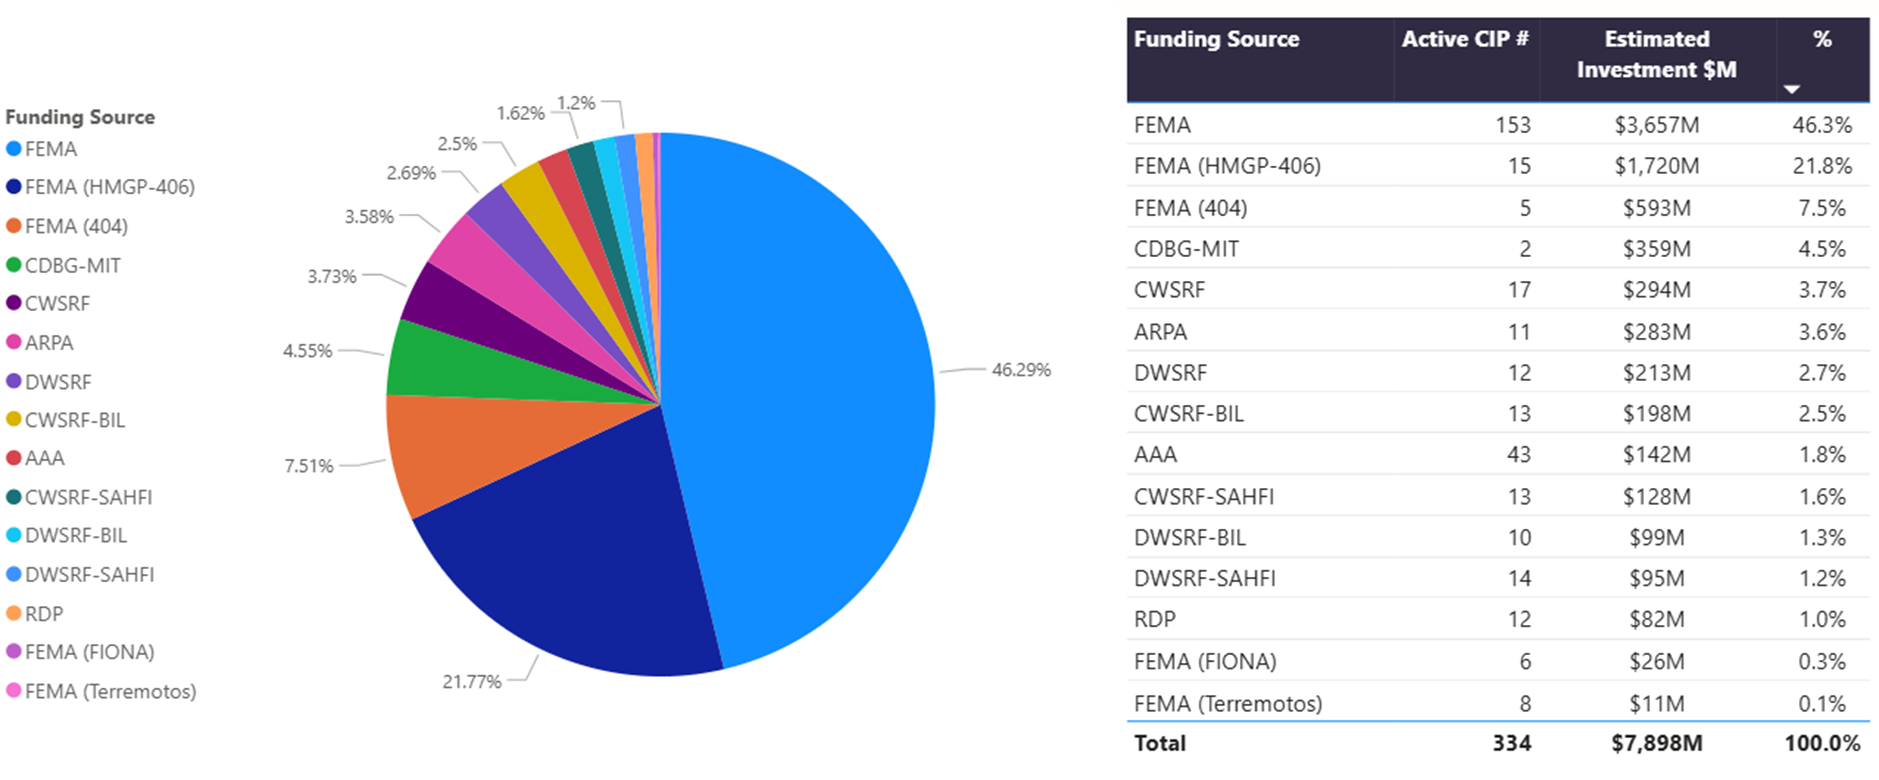 Funding Source
FEMA
FEMA (HMGP-406)
FEMA (404)
CDBG-MIT
CWSRF
ARPA
DWSRF
CWSRF-BIL
AAA
CWSRF-SAHFI
DWSRF-BIL
DWSRF-SAHFI
RDP
FEMA (FIONA)
FEMA (Terremotos)
1.2%
1.62%
2.5%
2.69%
3.58%
3.73%
4.55%
7.51%
21.77%
46.29%
Funding Source Active CIP # Estimated Investment $M %
FEMA 153 $3,657M 46.3%
FEMA (HMGP-406) 15 $1,720M 21.8%
FEMA (404) 5 $593M 7.5%
CDBG-MIT 2 $359M 4.5%
CWSRF 17 $294M 3.7%
ARPA 11 $283M 3.6%
DWSRF 12 $213M 2.7%
CWSRF-BIL 13 $198M 2.5%
AAA 43 $142M 1.8%
CWSRF-SAHFI 13 $128M 1.6%
DWSRF-BIL 10 $99M 1.3%
DWSRF-SAHFI 14 $95M 1.2%
RDP 12 $82M 1.0%
FEMA (FIONA) 6 $26M 0.3%
FEMA (Terremotos) 8 $11M 0.1%
Total 334 $7,898M 100.0%